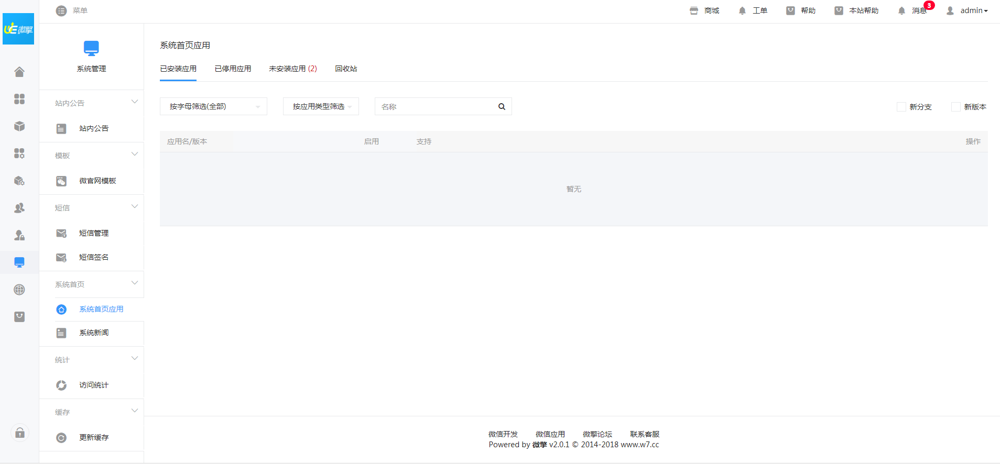 菜单
商城
工单
帮助
本站帮助
消息
3
admin
UE微擎
系统管理
站内公告
站内公告
模板
微官网模板
短信
短信管理
短信签名
系统首页
系统首页应用
系统新闻
统计
访问统计
缓存
更新缓存
系统首页应用
已安装应用
已停用应用
未安装应用 (2)
回收站
按字母筛选(全部)
按应用类型筛选
名称
新分支
新版本
应用名/版本
启用
支持
操作
暂无
微信开发
微信应用
微擎论坛
联系客服
Powered by 微擎 v2.0.1 © 2014-2018 www.w7.cc